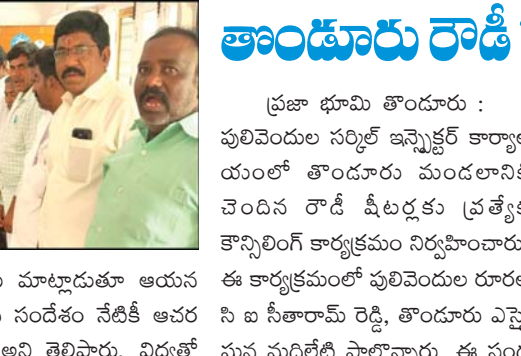 తొండూరు రౌడీ
ప్రజా భూమి తొండూరు :
పులివెందుల సర్కిల్ ఇన్స్పెక్టర్ కార్యాల
యంలో తొండూరు మండలానికి
చెందిన రౌడీ షీటర్లకు ప్రత్యేక
కౌన్సిలింగ్ కార్యక్రమం నిర్వహించారు
ఈ కార్యక్రమంలో పులివెందుల రూరల్
సి ఐ సీతారామ్ రెడ్డి, తొండూరు ఎస్సై
మాట్లాడుతూ ఆయన
సందేశం నేటికీ ఆచర
అని తెలిపారు. విద్యతో